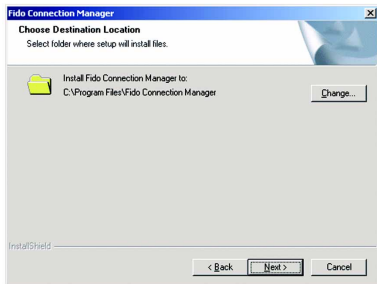 Fido Connection Manager
Choose Destination Location
Select folder where setup will install files.
Install Fido Connection Manager to:
C:\Program Files\Fido Connection Manager
Change...
InstallShield
< Back
Next >
Cancel